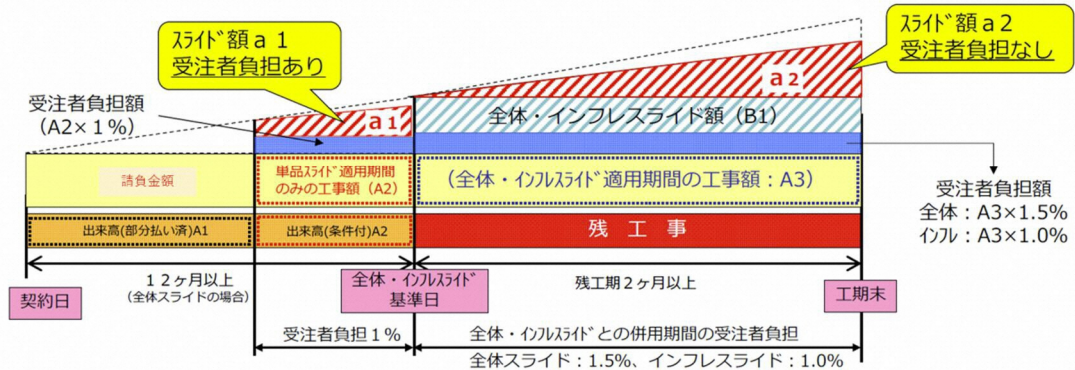 ｽﾗｲﾄﾞ額ａ１
受注者負担あり
ｽﾗｲﾄﾞ額ａ２
受注者負担なし
受注者負担額
（A2×１％）
ａ1
ａ2
全体・インフレスライド額（B1）
請負金額
単品ｽﾗｲﾄﾞ適用期間
のみの工事額（A2）
（全体・ｲﾝﾌﾚｽﾗｲﾄﾞ適用期間の工事額：A3）
受注者負担額
全体：A3×1.5%
ｲﾝﾌﾚ：A3×1.0%
出来高(部分払い済)A1
出来高(条件付)A2
残　工　事
１２ヶ月以上
（全体スライドの場合）
契約日
全体・ｲﾝﾌﾚｽﾗｲﾄﾞ
基準日
残工期２ヶ月以上
工期末
受注者負担１%
全体・ｲﾝﾌﾚｽﾗｲﾄﾞとの併用期間の受注者負担
全体スライド：1.5%、インフレスライド：1.0%